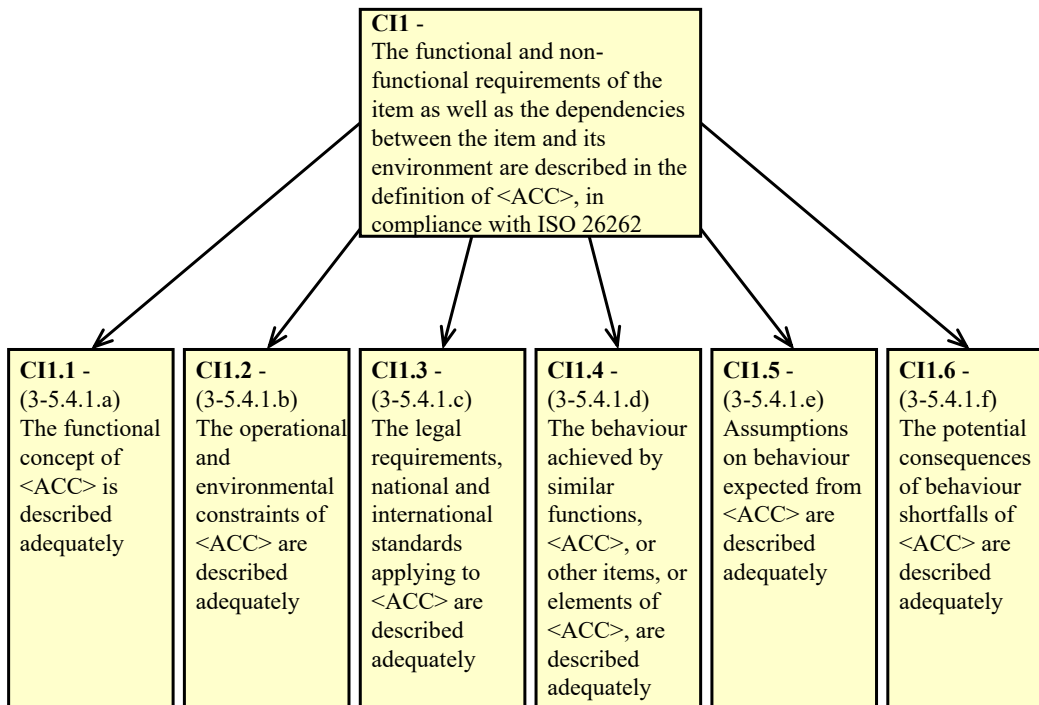 CI1 -
The functional and non-
functional requirements of the
item as well as the dependencies
between the item and its
environment are described in the
definition of <ACC>, in
compliance with ISO 26262
CI1.1 -
(3-5.4.1.a)
The functional
concept of
<ACC> is
described
adequately
CI1.2 -
(3-5.4.1.b)
The operational
and
environmental
constraints of
<ACC> are
described
adequately
CI1.3 -
(3-5.4.1.c)
The legal
requirements,
national and
international
standards
applying to
<ACC> are
described
adequately
CI1.4 -
(3-5.4.1.d)
The behaviour
achieved by
similar
functions,
<ACC>, or
other items, or
elements of
<ACC>, are
described
adequately
CI1.5 -
(3-5.4.1.e)
Assumptions
on behaviour
expected from
<ACC> are
described
adequately
CI1.6 -
(3-5.4.1.f)
The potential
consequences
of behaviour
shortfalls of
<ACC> are
described
adequately